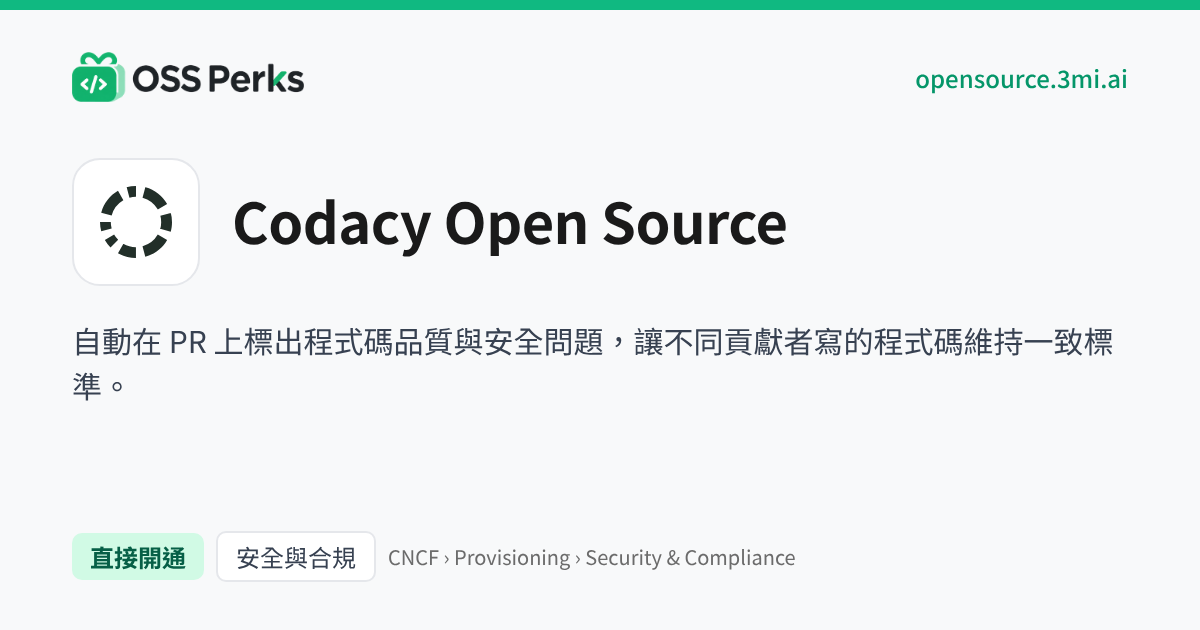 </> OSS Perks
opensource.3mi.ai
Codacy Open Source
自動在 PR 上標出程式碼品質與安全問題，讓不同貢獻者寫的程式碼維持一致標
準。
直接開通 安全與合規 CNCF › Provisioning › Security & Compliance